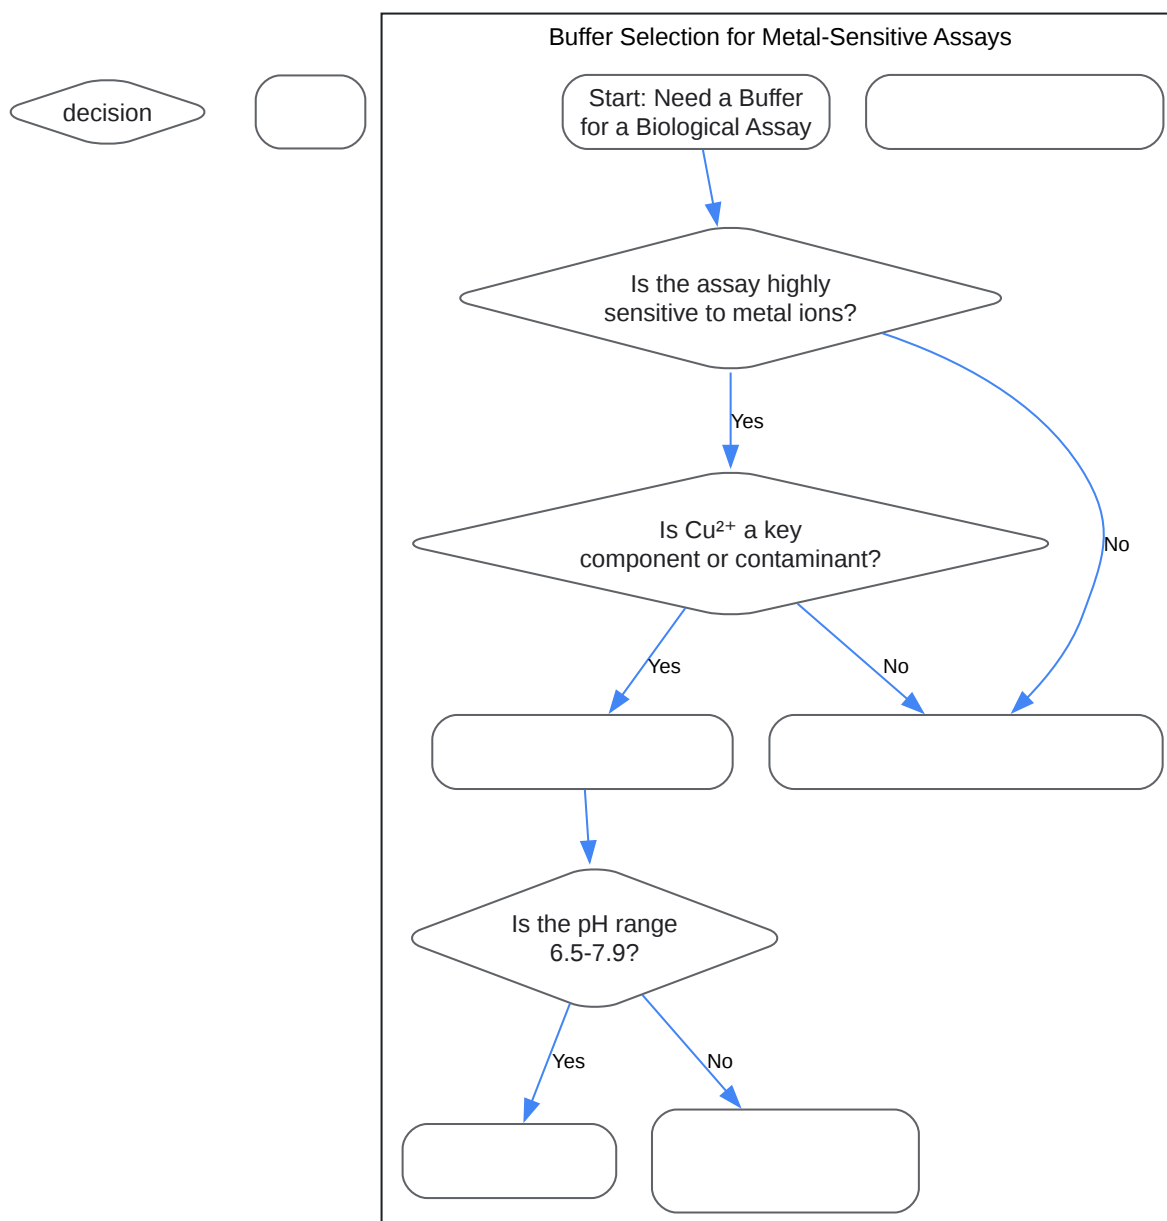 Buffer Selection for Metal-Sensitive Assays
decision
Start: Need a Buffer
for a Biological Assay
Is the assay highly
sensitive to metal ions?
Yes
No
Is Cu²⁺ a key
component or contaminant?
Yes
No
Is the pH range
6.5-7.9?
Yes
No